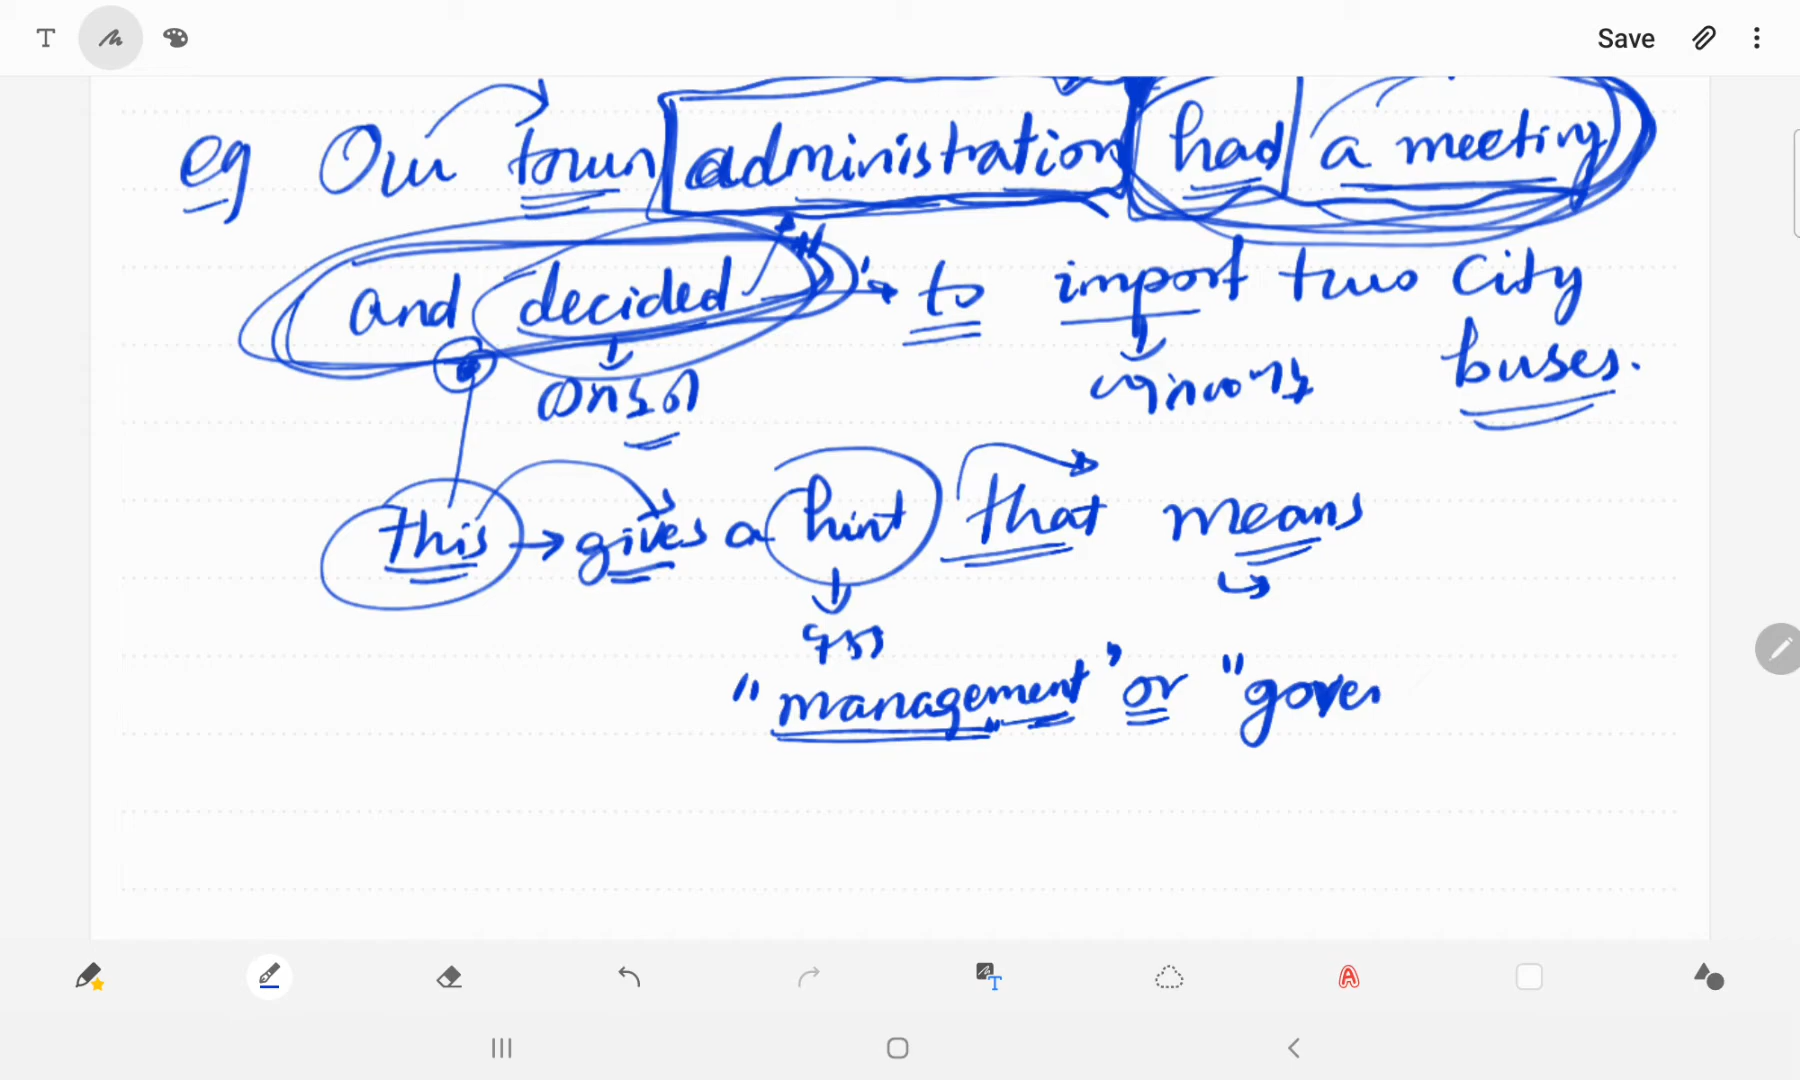 Save
eg Our town administration had a meeting
and decided to import two city
buses.
this → gives a hint that means
"management" or "gover